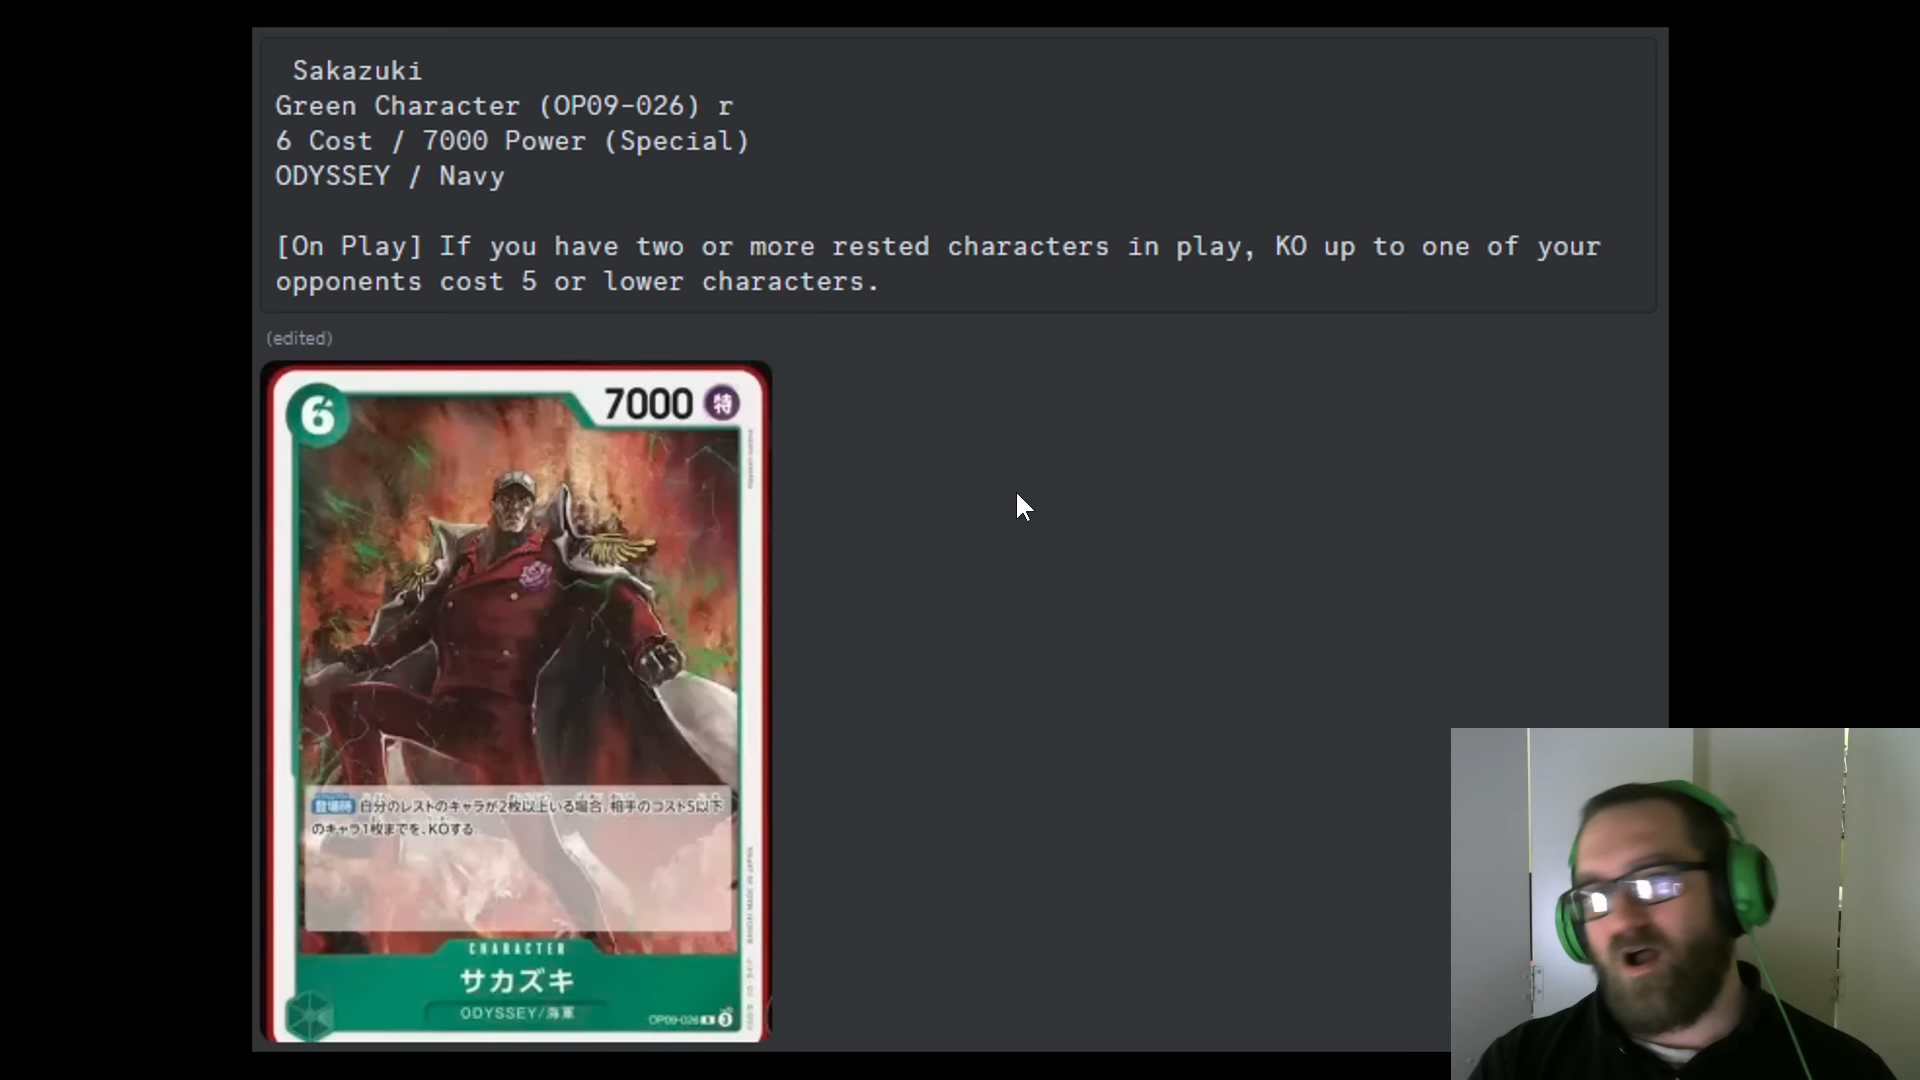 Sakazuki
Green Character (OP09-026) r
6 Cost / 7000 Power (Special)
ODYSSEY / Navy
[On Play] If you have two or more rested characters in play, KO up to one of your
opponents cost 5 or lower characters.
(edited)
6
7000 特
登場時 自分のレストのキャラが2枚以上いる場合、相手のコスト5以下
のキャラ1枚までを、KOする
CHARACTER
サカズキ
ODYSSEY/海軍
OP09-026 R 3